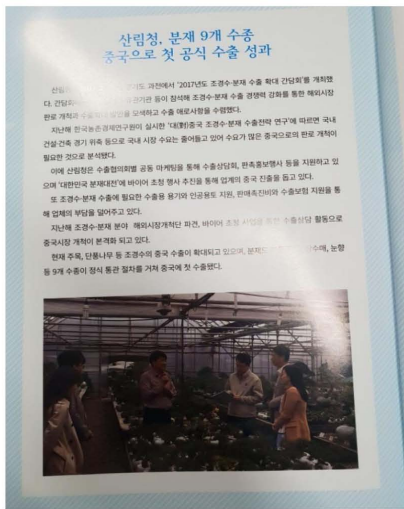 산림청, 분재 9개 수종
중국으로 첫 공식 수출 성과
산림청은 과천에서 '2017년도 조경수·분재 수출 확대 간담회'를 개최했
다. 간담회에는 등이 참석해 조경수·분재 수출 경쟁력 강화를 통한 해외시장
판로 개척과 모색하고 수출 애로사항을 수렴했다.
지난해 한국농촌경제연구원이 실시한 '대(對)중국 조경수·분재 수출전략 연구'에 따르면 국내
건설·건축 경기 위축 등으로 국내 시장 수요는 줄어들고 있어 수요가 많은 중국으로의 판로 개척이
필요한 것으로 분석됐다.
이에 산림청은 수출협의회별 공동 마케팅을 통해 수출상담회, 판촉홍보행사 등을 지원하고 있
으며 '대한민국 분재대전'에 바이어 초청 행사 추진을 통해 업계의 중국 진출을 돕고 있다.
또 조경수·분재 수출에 필요한 수출용 용기와 인공용토 지원, 판매촉진비와 수출보험 지원을 통
해 업체의 부담을 덜어주고 있다.
지난해 조경수·분재 분야 해외시장개척단 파견, 바이어 초청 수출상담 활동으로
중국시장 개척이 본격화 되고 있다.
현재 주목, 단풍나무 등 조경수의 중국 수출이 확대되고 있으며, 눈향
등 9개 수종이 정식 통관 절차를 거쳐 중국에 첫 수출됐다.